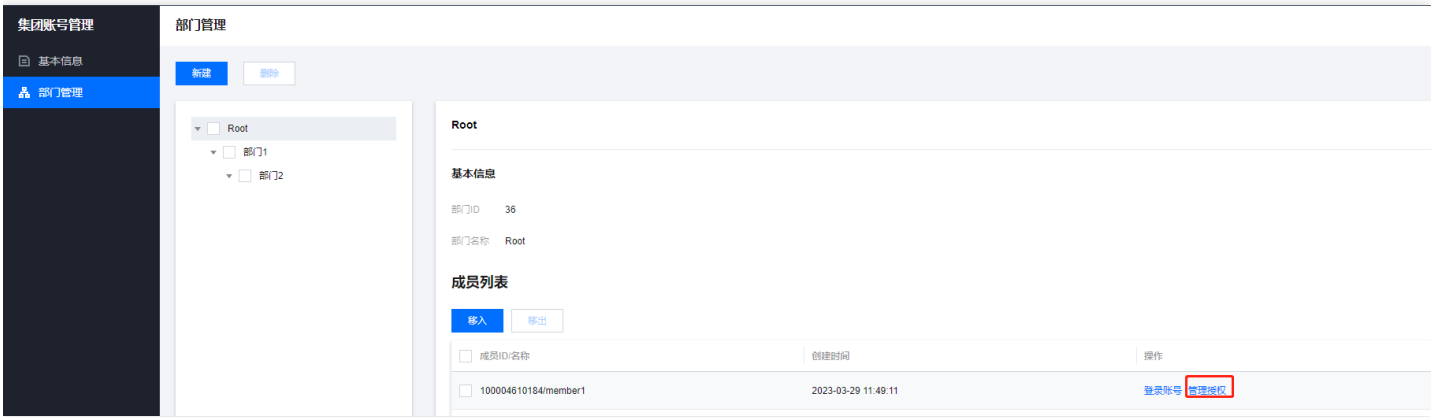 集团账号管理
基本信息
部门管理
部门管理
新建 删除
Root
部门1
部门2
Root
基本信息
部门ID 36
部门名称 Root
成员列表
移入 移出
成员ID/名称 创建时间 操作
100004610184/member1 2023-03-29 11:49:11 登录账号 管理授权